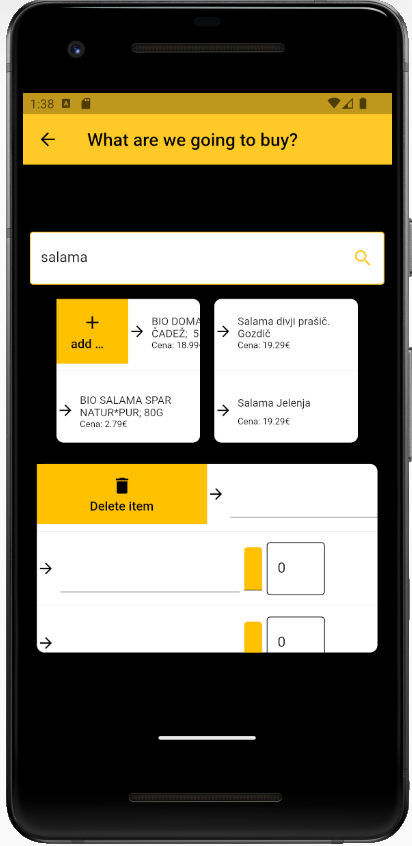 1:38
What are we going to buy?
salama
add ...
BIO DOMA
ČADEŽ; 5
Cena: 18.99
Salama divji prašič.
Gozdič
Cena: 19.29€
BIO SALAMA SPAR
NATUR*PUR; 80G
Cena: 2.79€
Salama Jelenja
Cena: 19.29€
Delete item
0
0